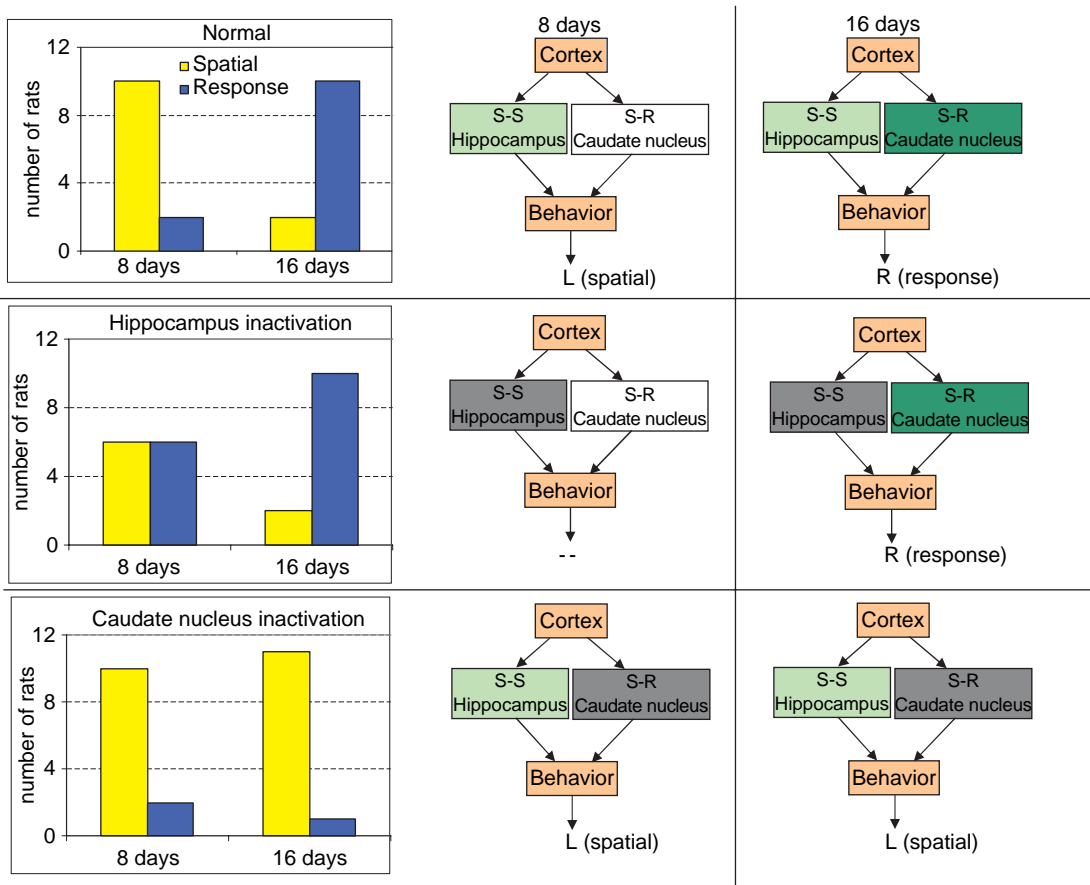 Normal
number of rats
12
8
4
0
Spatial
Response
8 days
16 days
8 days
Cortex
S-S
Hippocampus
S-R
Caudate nucleus
Behavior
L (spatial)
16 days
Cortex
S-S
Hippocampus
S-R
Caudate nucleus
Behavior
R (response)
Hippocampus inactivation
number of rats
12
8
4
0
8 days
16 days
Cortex
S-S
Hippocampus
S-R
Caudate nucleus
Behavior
--
Cortex
S-S
Hippocampus
S-R
Caudate nucleus
Behavior
R (response)
Caudate nucleus inactivation
number of rats
12
8
4
0
8 days
16 days
Cortex
S-S
Hippocampus
S-R
Caudate nucleus
Behavior
L (spatial)
Cortex
S-S
Hippocampus
S-R
Caudate nucleus
Behavior
L (spatial)